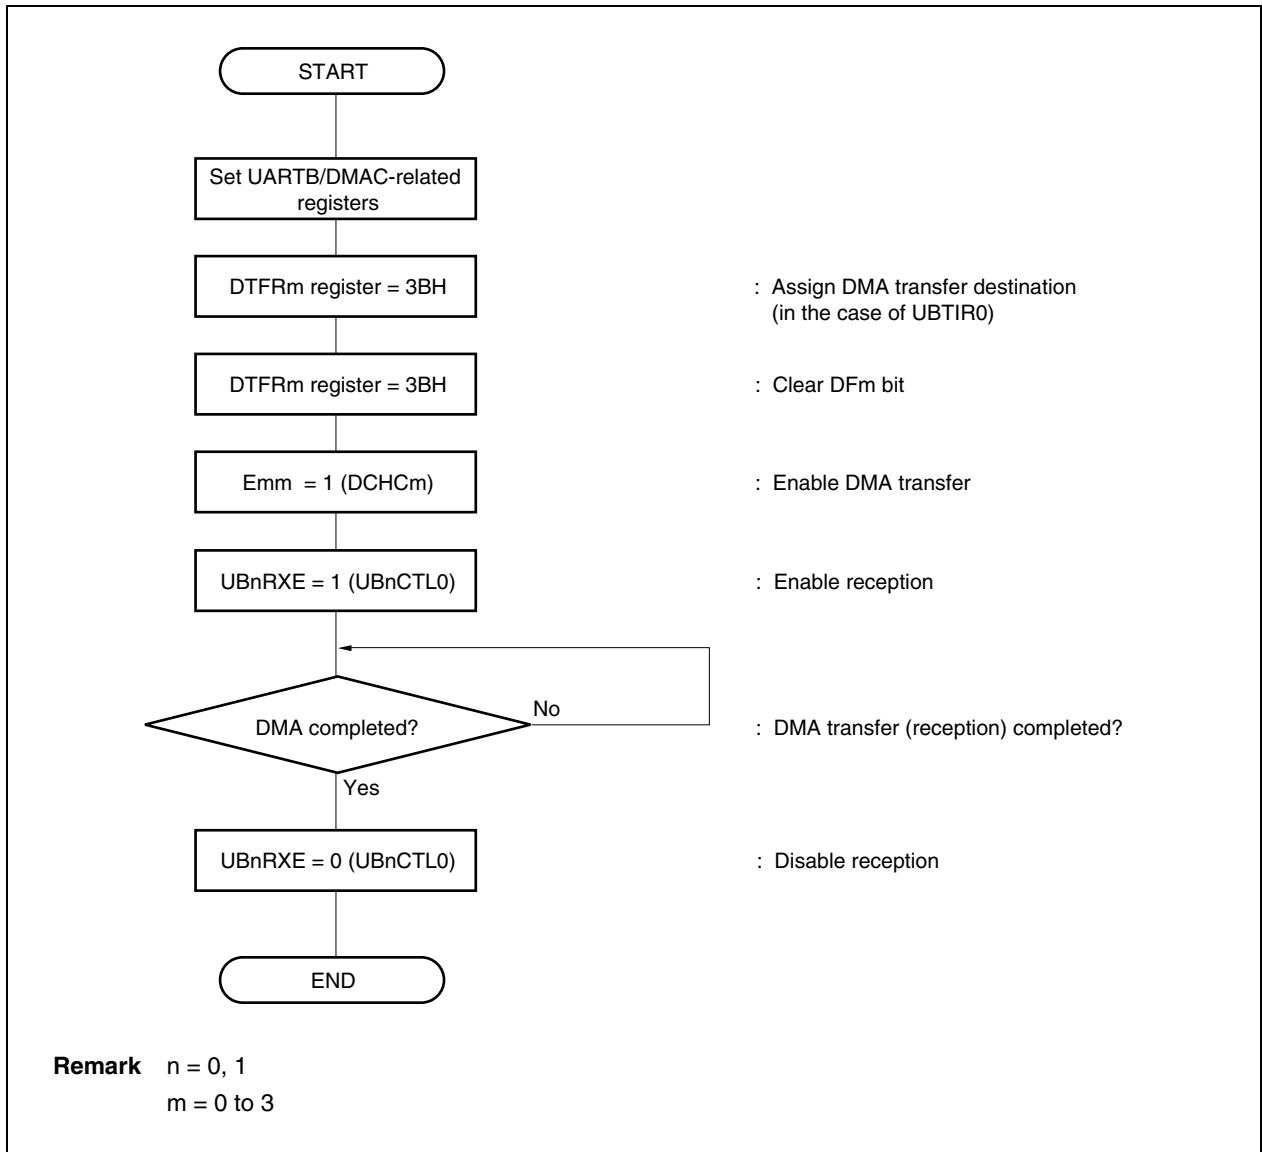 START
Set UARTB/DMAC-related
registers
DTFRm register = 3BH
: Assign DMA transfer destination
(in the case of UBTIR0)
DTFRm register = 3BH
: Clear DFm bit
Emm = 1 (DCHCm)
: Enable DMA transfer
UBnRXE = 1 (UBnCTL0)
: Enable reception
DMA completed?
No
: DMA transfer (reception) completed?
Yes
UBnRXE = 0 (UBnCTL0)
: Disable reception
END
Remark n = 0, 1
m = 0 to 3